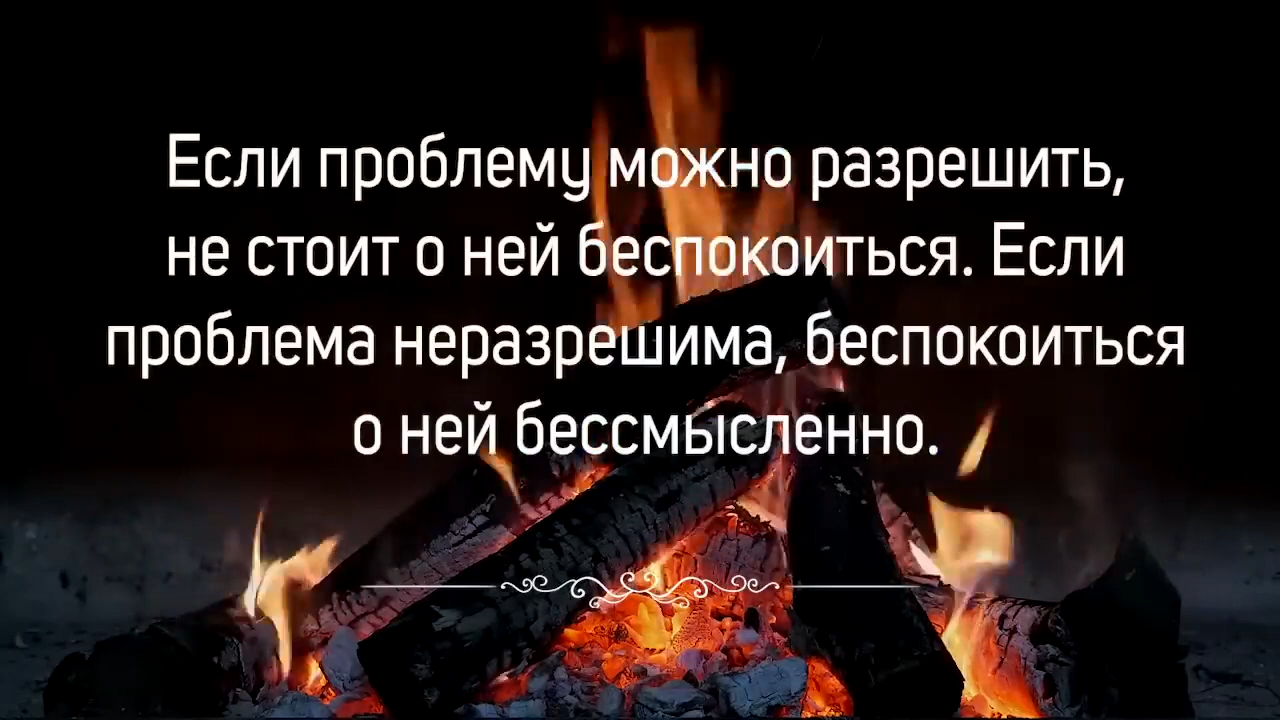 Если проблему можно разрешить,
не стоит о ней беспокоиться. Если
проблема неразрешима, беспокоиться
о ней бессмысленно.